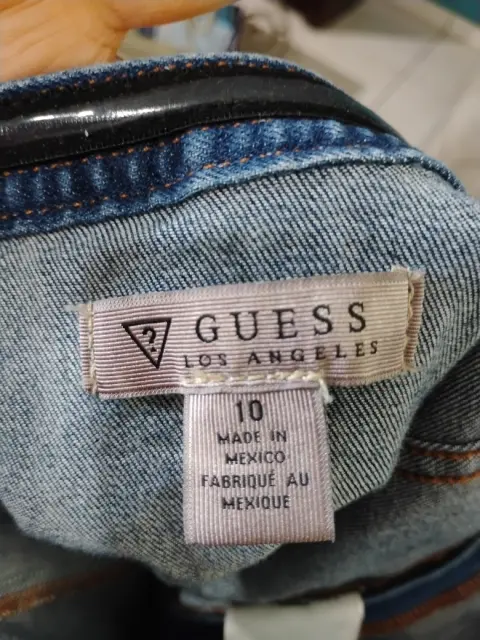 ?
GUESS
LOS ANGELES
10
MADE IN
MEXICO
FABRIQUÉ AU
MEXIQUE